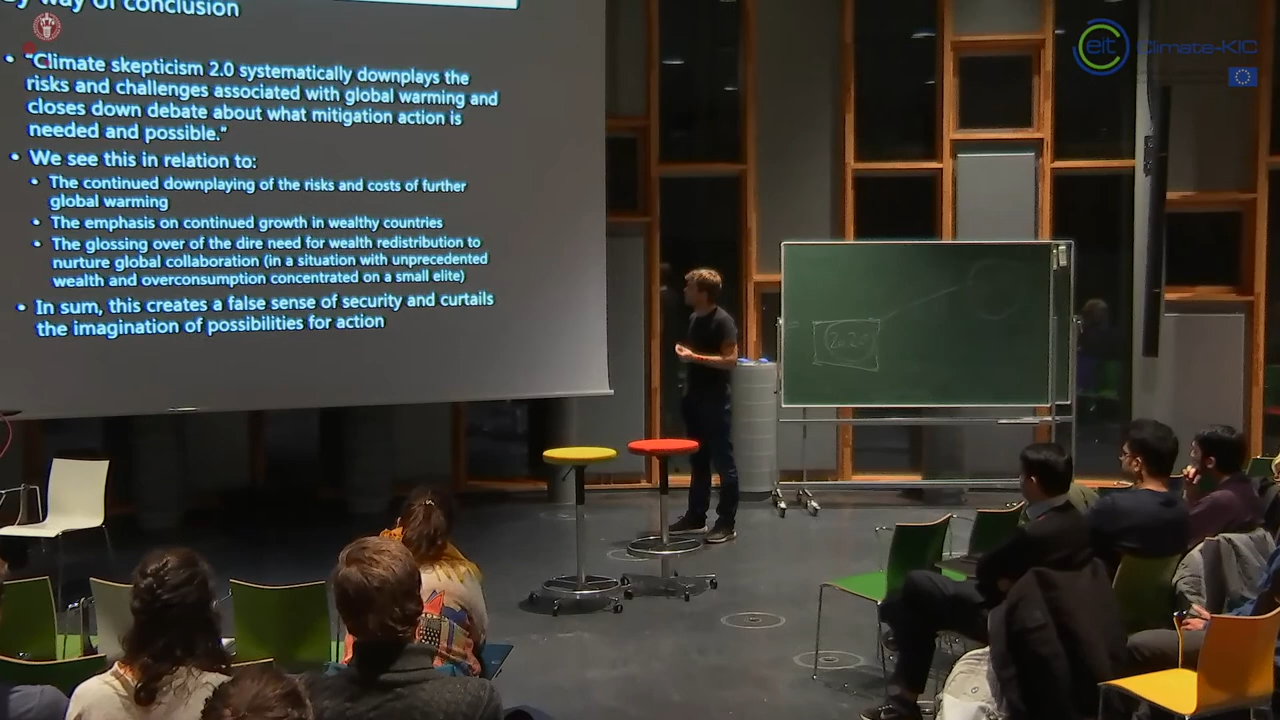 By way of conclusion
• "Climate skepticism 2.0 systematically downplays the
risks and challenges associated with global warming and
closes down debate about what mitigation action is
needed and possible."
• We see this in relation to:
• The continued downplaying of the risks and costs of further
global warming
• The emphasis on continued growth in wealthy countries
• The glossing over of the dire need for wealth redistribution to
nurture global collaboration (in a situation with unprecedented
wealth and overconsumption concentrated on a small elite)
• In sum, this creates a false sense of security and curtails
the imagination of possibilities for action
eit Climate-KIC
2020